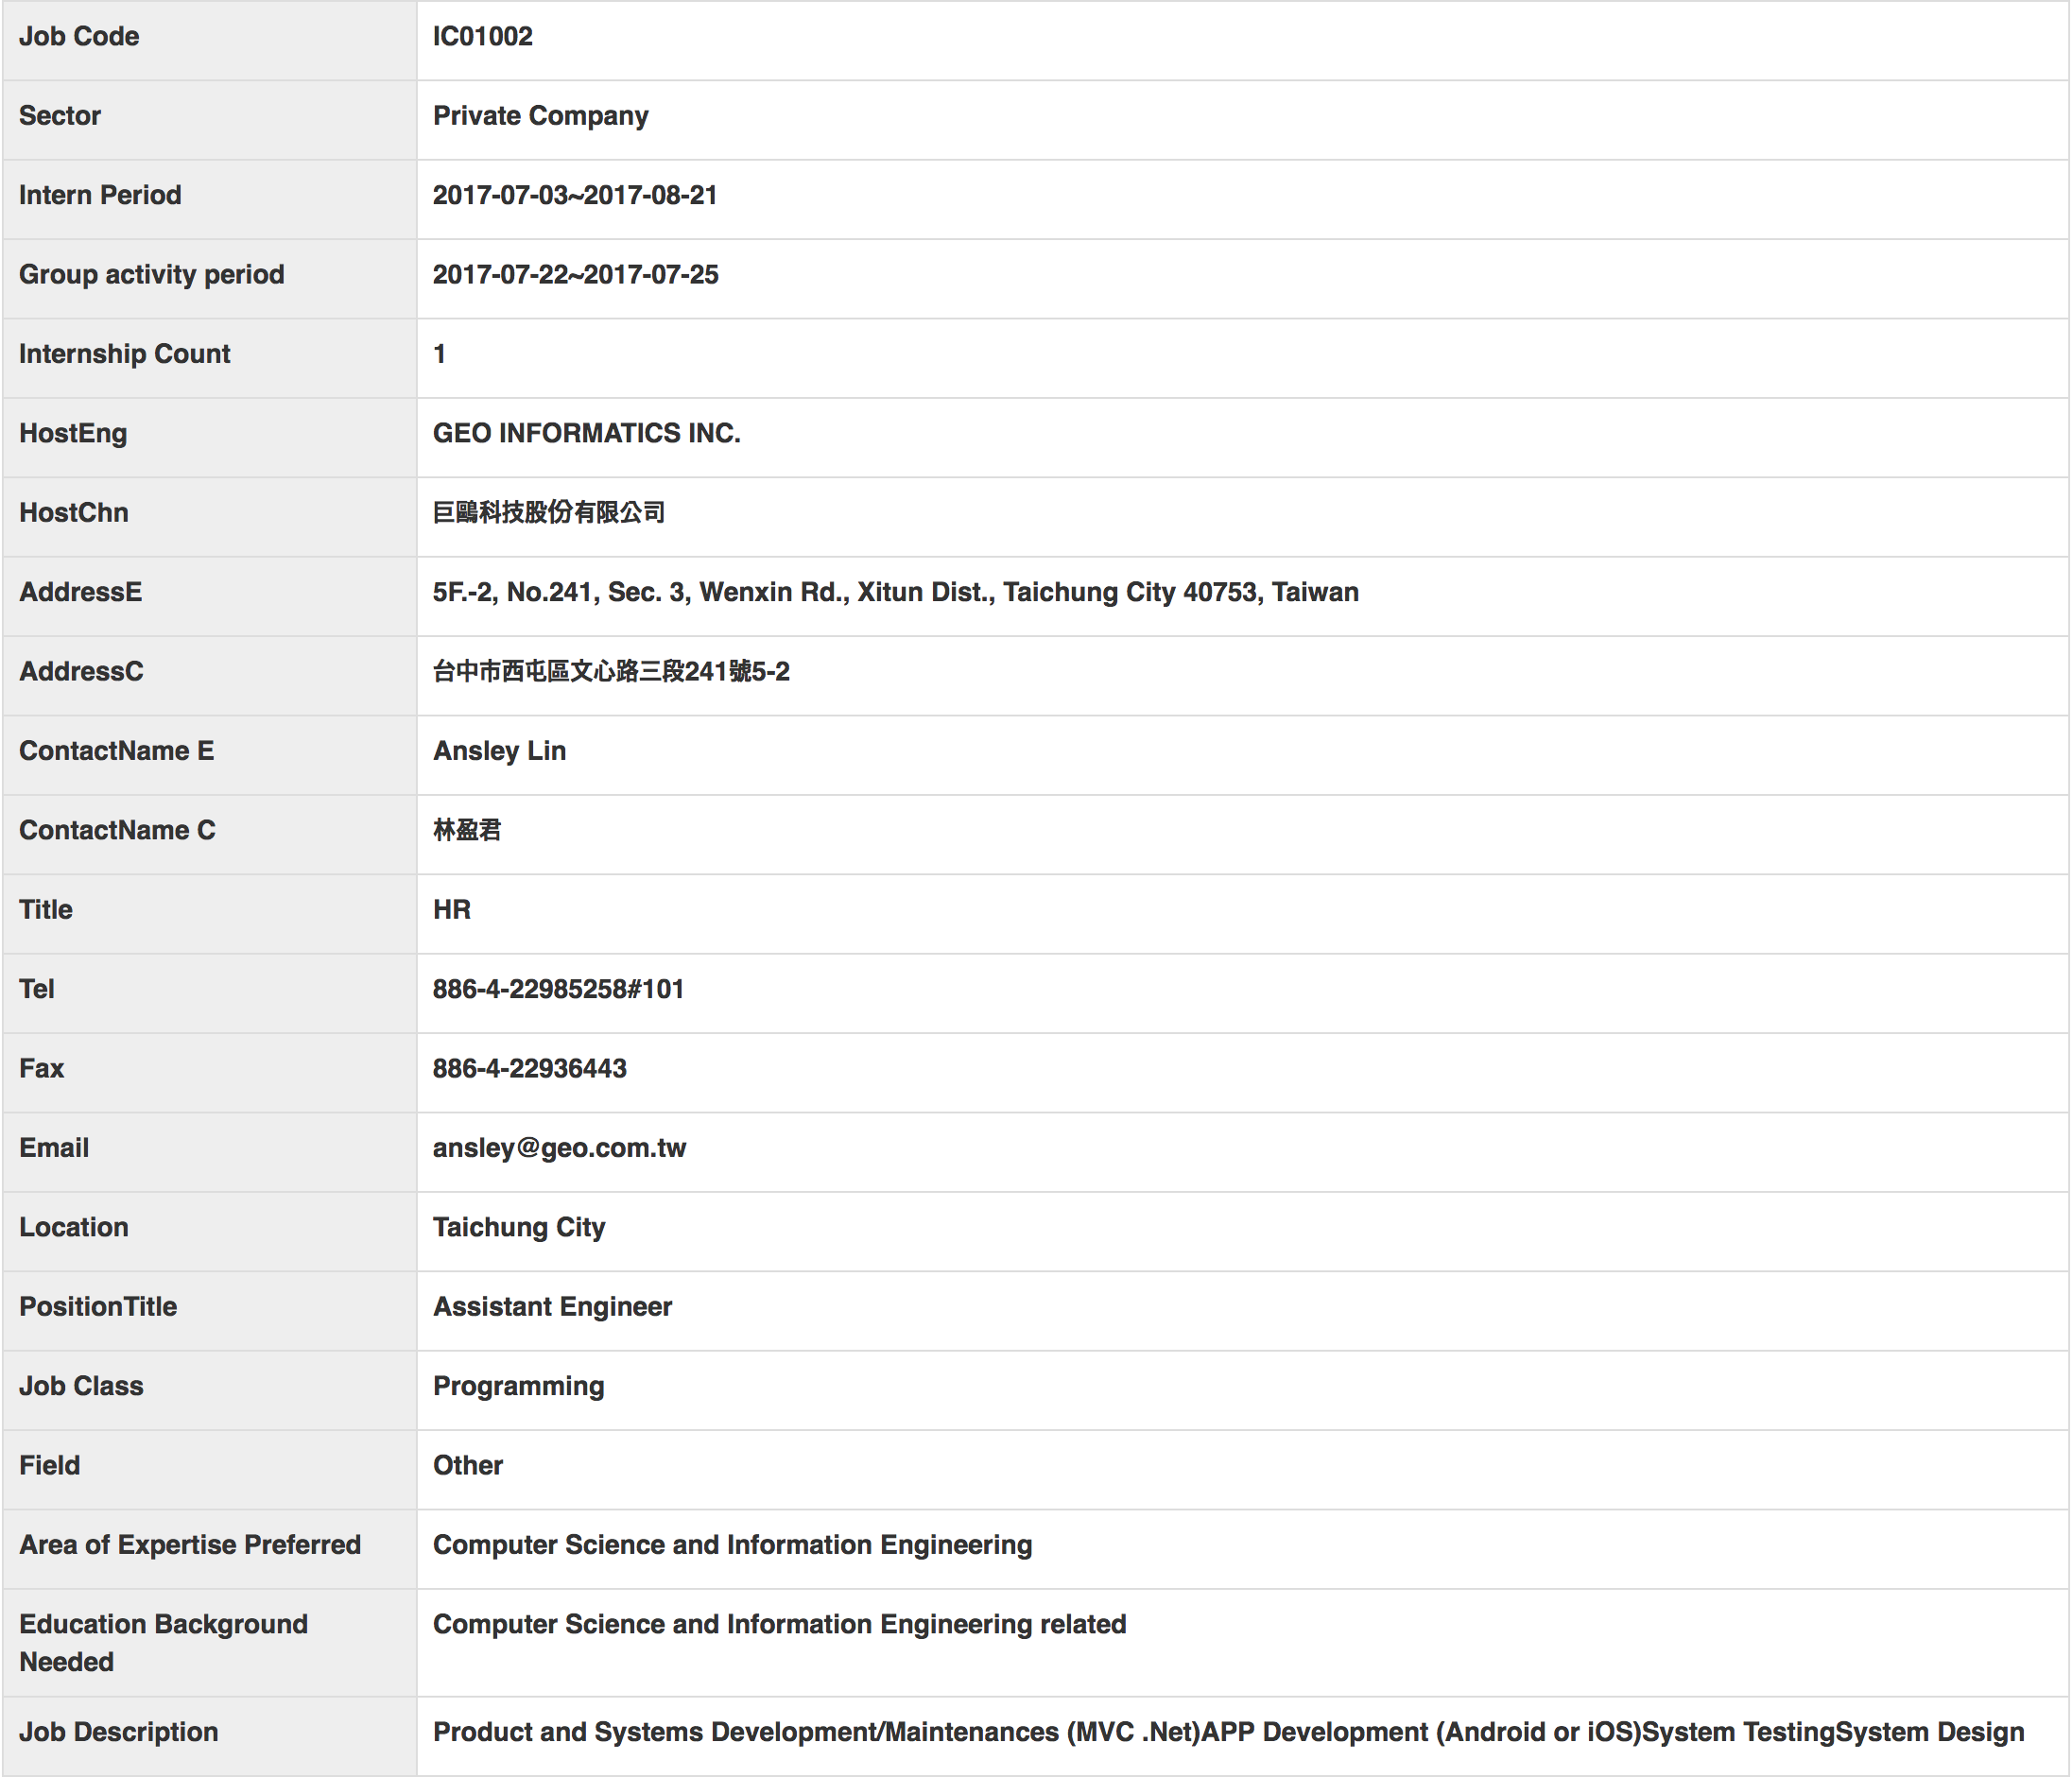 Job Code IC01002
Sector Private Company
Intern Period 2017-07-03~2017-08-21
Group activity period 2017-07-22~2017-07-25
Internship Count 1
HostEng GEO INFORMATICS INC.
HostChn 巨鷗科技股份有限公司
AddressE 5F.-2, No.241, Sec. 3, Wenxin Rd., Xitun Dist., Taichung City 40753, Taiwan
AddressC 台中市西屯區文心路三段241號5-2
ContactName E Ansley Lin
ContactName C 林盈君
Title HR
Tel 886-4-22985258#101
Fax 886-4-22936443
Email ansley@geo.com.tw
Location Taichung City
PositionTitle Assistant Engineer
Job Class Programming
Field Other
Area of Expertise Preferred Computer Science and Information Engineering
Education Background Computer Science and Information Engineering related
Needed
Job Description Product and Systems Development/Maintenances (MVC .Net)APP Development (Android or iOS)System TestingSystem Design